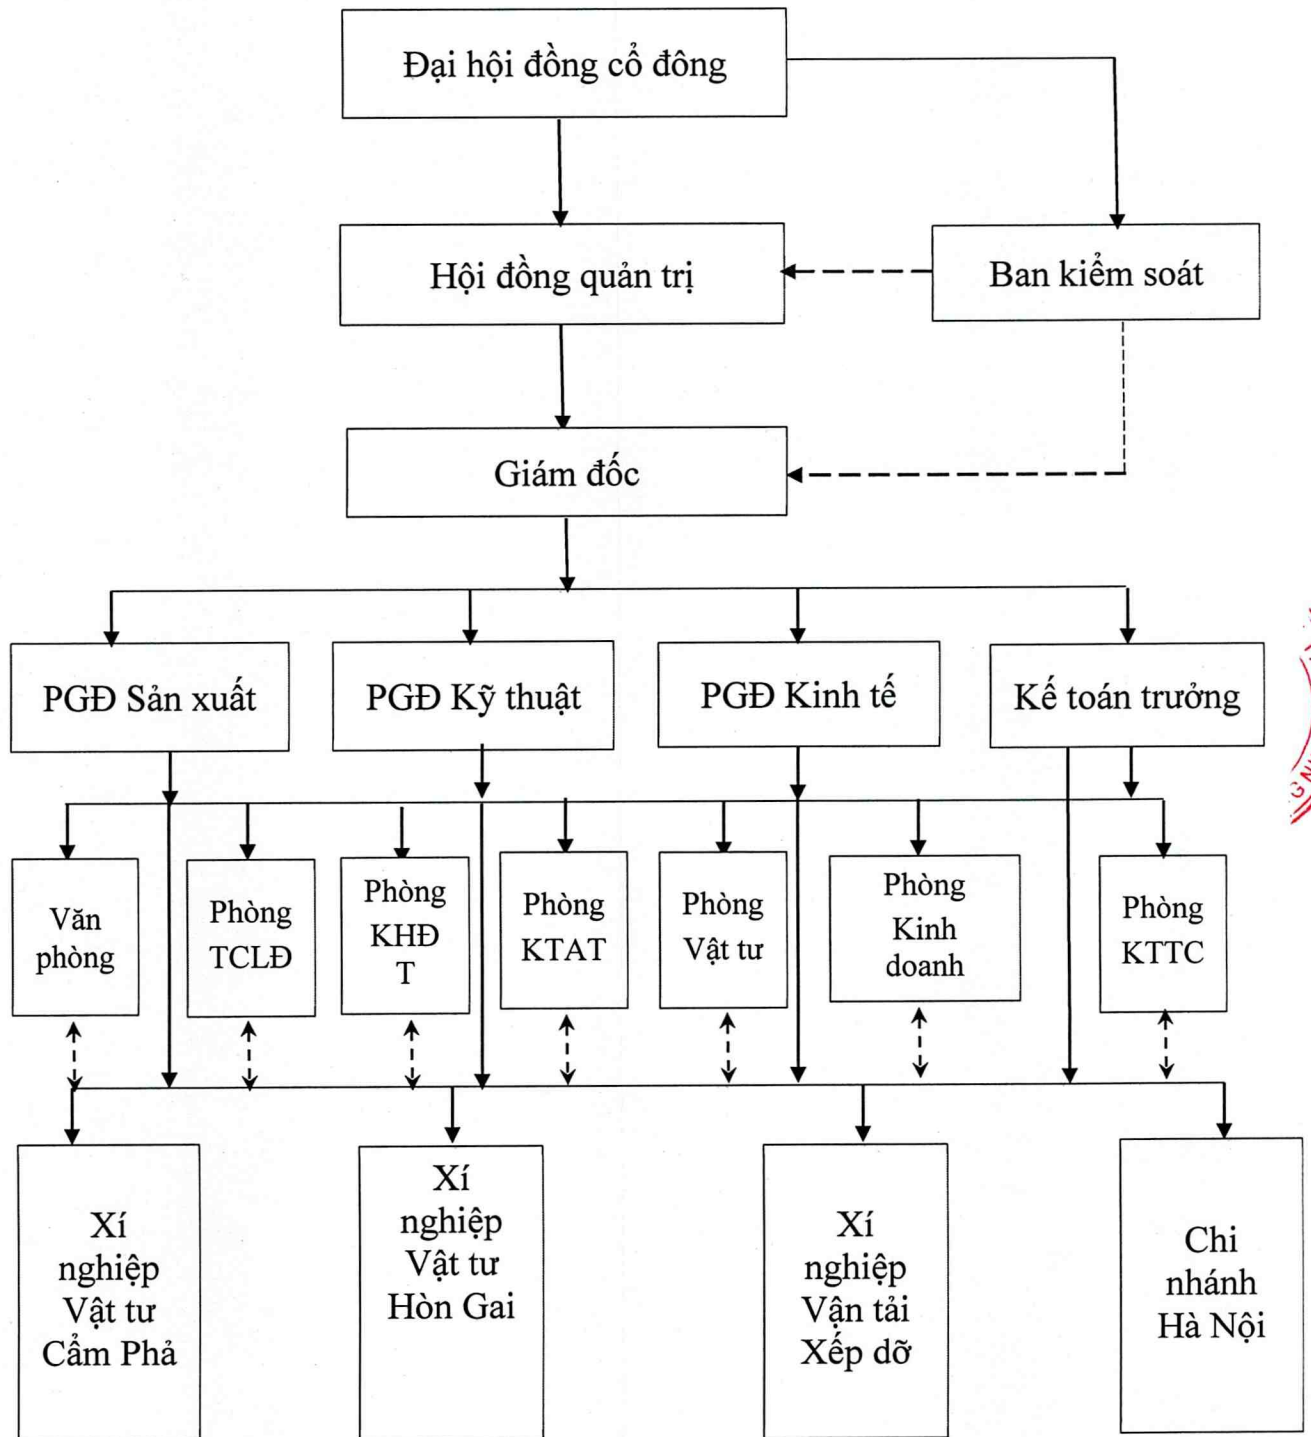 Đại hội đồng cổ đông
Hội đồng quản trị
Ban kiểm soát
Giám đốc
PGĐ Sản xuất
PGĐ Kỹ thuật
PGĐ Kinh tế
Kế toán trưởng
Văn
phòng
Phòng
TCLĐ
Phòng
KHĐ
T
Phòng
KTAT
Phòng
Vật tư
Phòng
Kinh
doanh
Phòng
KTTC
Xí
nghiệp
Vật tư
Cẩm Phả
Xí
nghiệp
Vật tư
Hòn Gai
Xí
nghiệp
Vận tải
Xếp dỡ
Chi
nhánh
Hà Nội